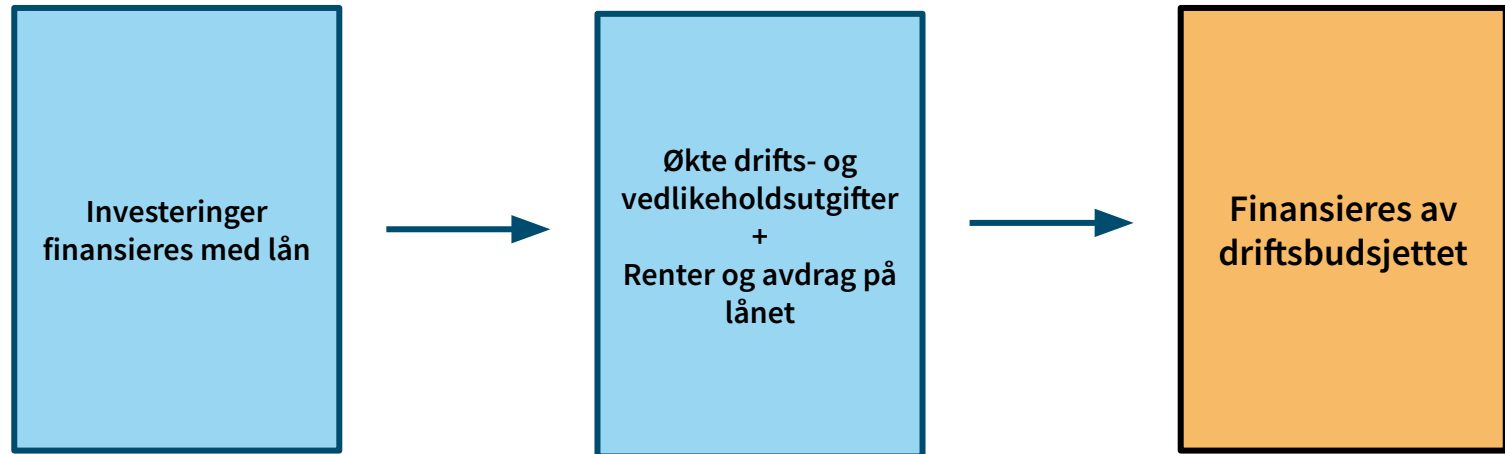 Investeringer
finansieres med lån
Økte drifts- og
vedlikeholdsutgifter
+
Renter og avdrag på
lånet
Finansieres av
driftsbudsjettet